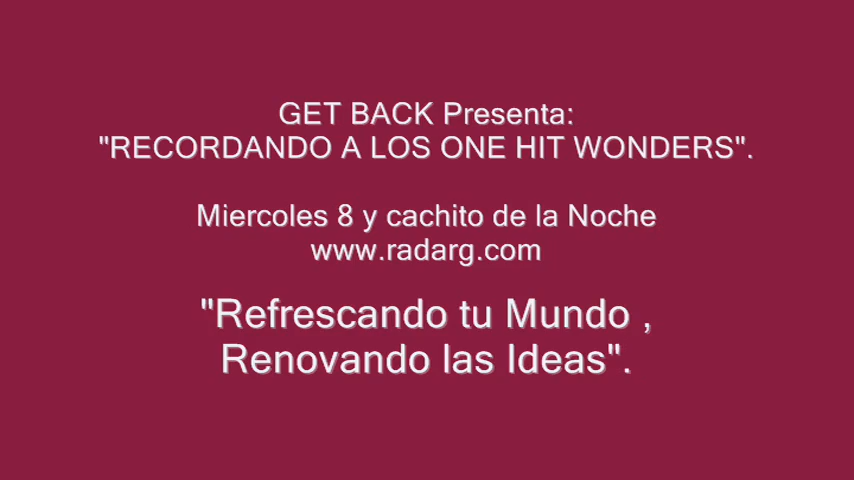 GET BACK Presenta:
"RECORDANDO A LOS ONE HIT WONDERS".
Miercoles 8 y cachito de la Noche
www.radarg.com
"Refrescando tu Mundo ,
Renovando las Ideas".